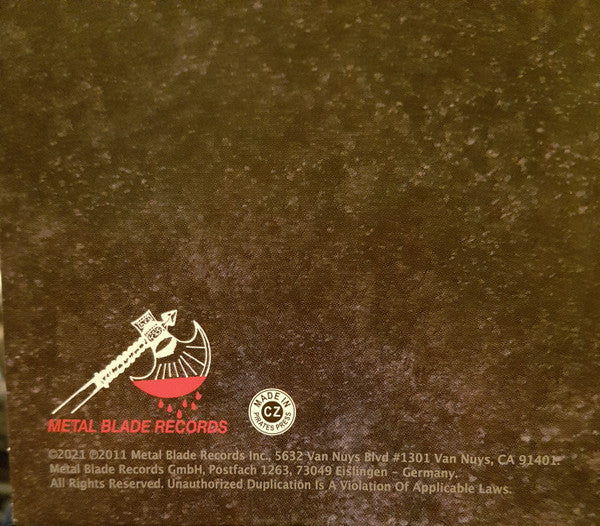 METAL BLADE RECORDS
MADE IN
CZ
PIRATES PRESS
©2021 ℗2011 Metal Blade Records Inc., 5632 Van Nuys Blvd #1301 Van Nuys, CA 91401.
Metal Blade Records GmbH, Postfach 1263, 73049 Eislingen – Germany.
All Rights Reserved. Unauthorized Duplication Is A Violation Of Applicable Laws.